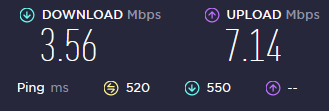 DOWNLOAD Mbps UPLOAD Mbps
3.56 7.14
Ping ms 520 550 --